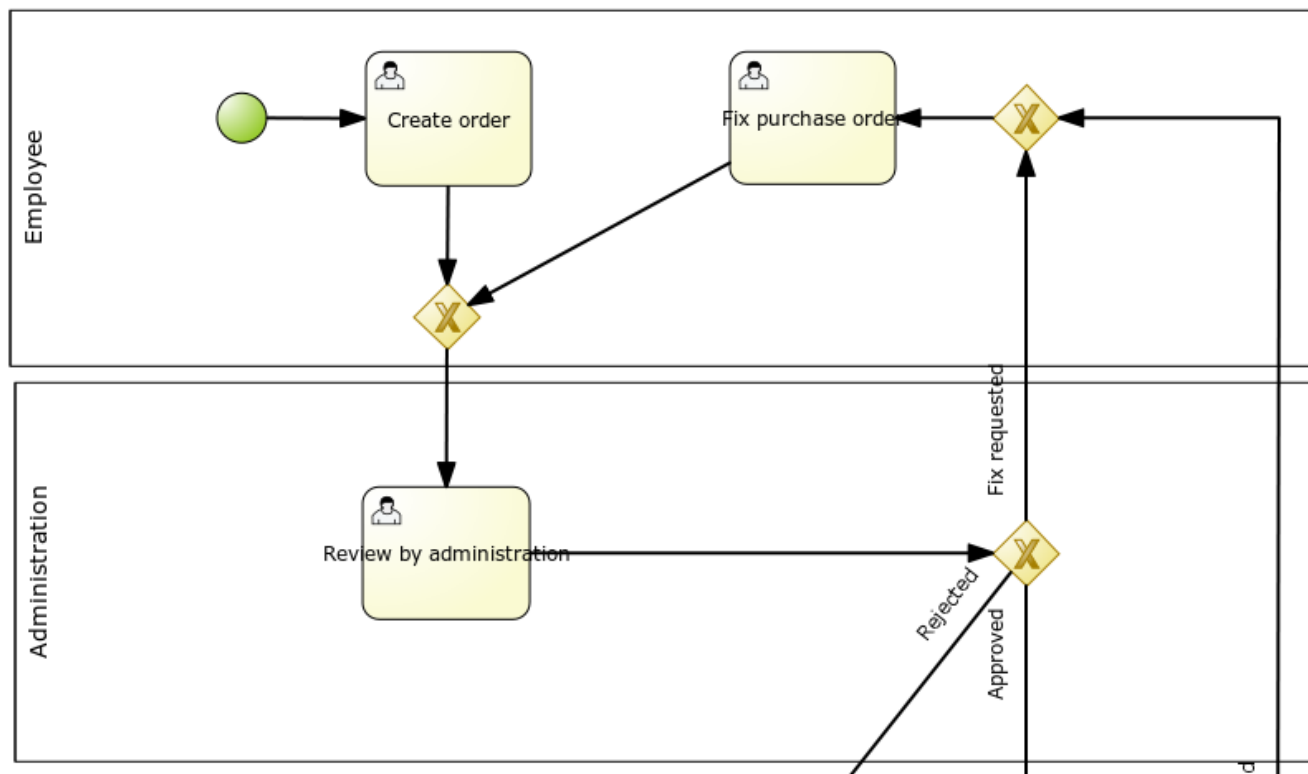 Employee
Create order
Fix purchase order
Fix requested
Administration
Review by administration
Rejected
Approved
d